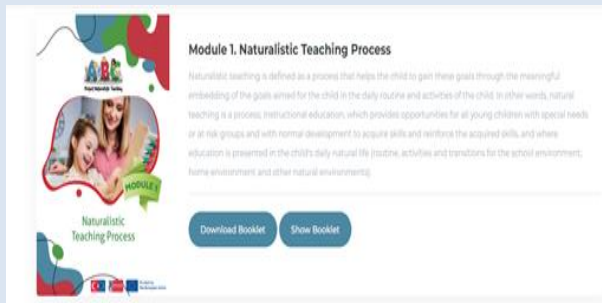 Module 1. Naturalistic Teaching Process
Naturalistic teaching is defined as a process that helps the child to gain these goals through the meaningful
embedding of the goals aimed for the child in the daily routine and activities of the child. In other words, natural
teaching is a process; instructional education, which provides opportunities for all young children with special needs
or at risk groups and with normal development to acquire skills and reinforce the acquired skills, and where
education is presented in the child's daily natural life (routine, activities and transitions for the school environment,
home environment and other natural environments).
Download Booklet
Show Booklet
ABC
MODULE 1
Naturalistic
Teaching Process